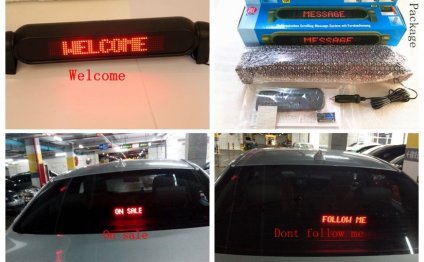 WELCOME
Welcome
MESSAGE
MESSAGE
Package
ON SALE
On sale
FOLLOW ME
Dont follow me